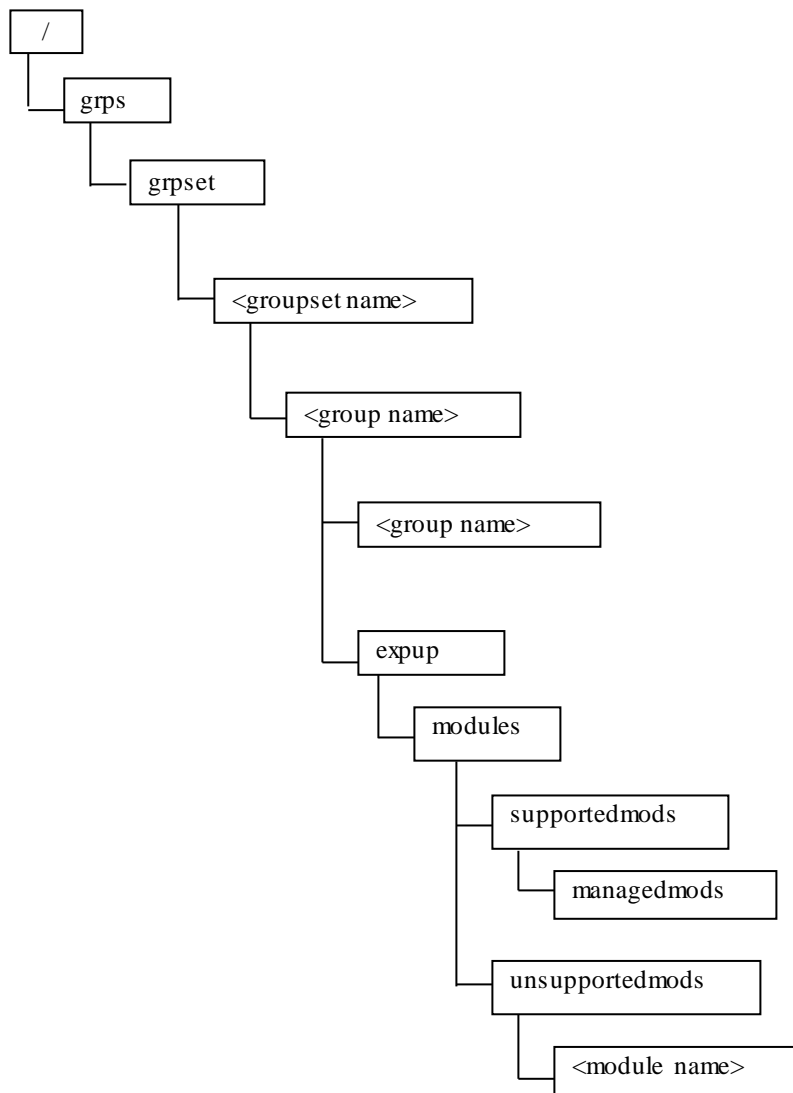 /
grps
grpset
<groupset name>
<group name>
<group name>
expup
modules
supportedmods
managedmods
unsupportedmods
<module name>